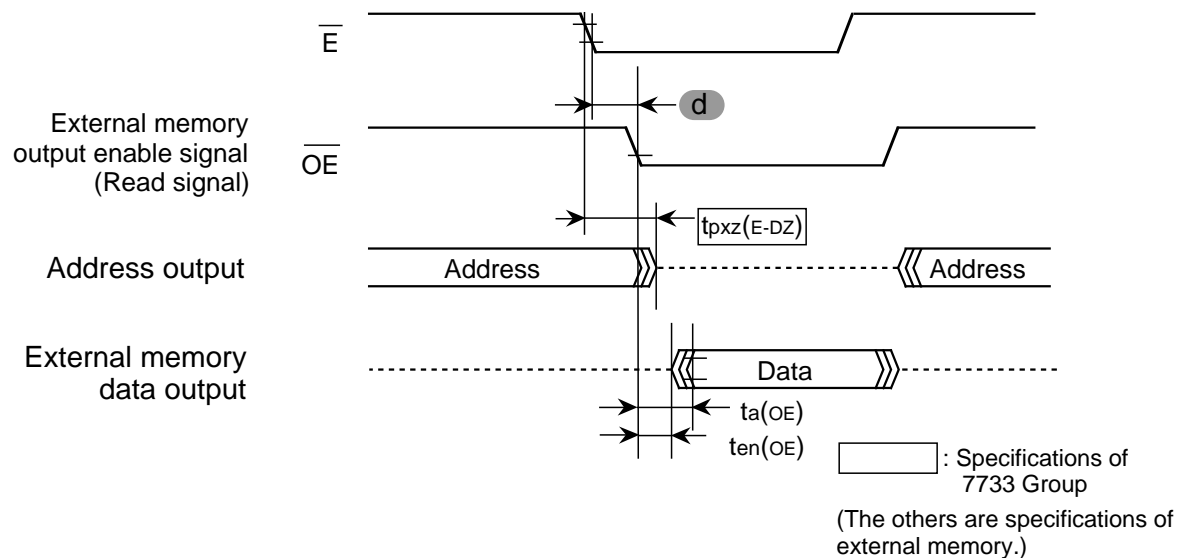 E
d
External memory
output enable signal
(Read signal)
OE
tpxz(E-DZ)
Address output
Address
Address
External memory
data output
Data
ta(OE)
ten(OE)
: Specifications of
7733 Group
(The others are specifications of
external memory.)